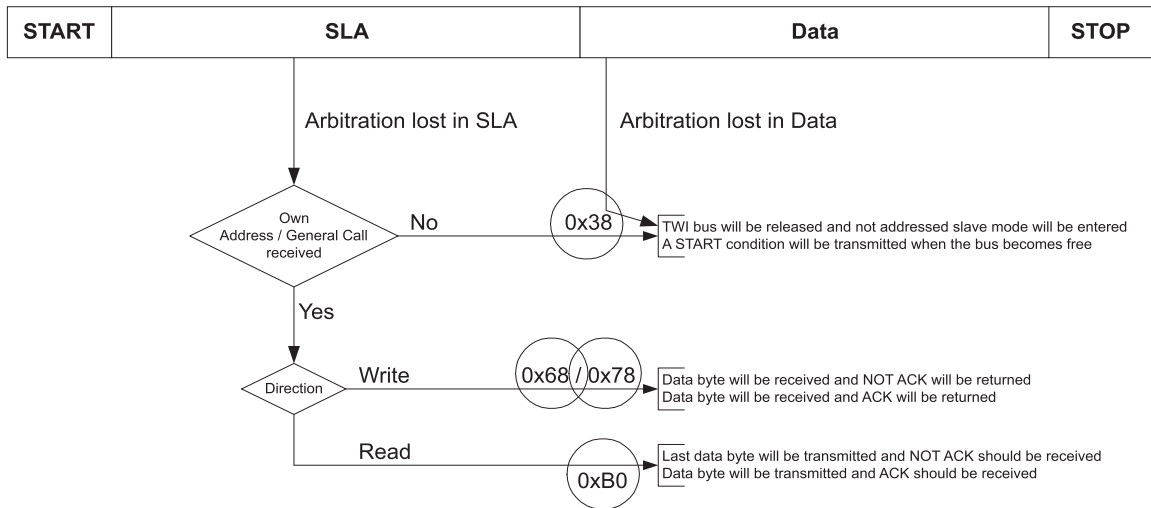 START SLA Data STOP
Arbitration lost in SLA
Arbitration lost in Data
Own
Address / General Call
received
No
0x38
TWI bus will be released and not addressed slave mode will be entered
A START condition will be transmitted when the bus becomes free
Yes
Direction
Write
0x68 / 0x78
Data byte will be received and NOT ACK will be returned
Data byte will be received and ACK will be returned
Read
0xB0
Last data byte will be transmitted and NOT ACK should be received
Data byte will be transmitted and ACK should be received